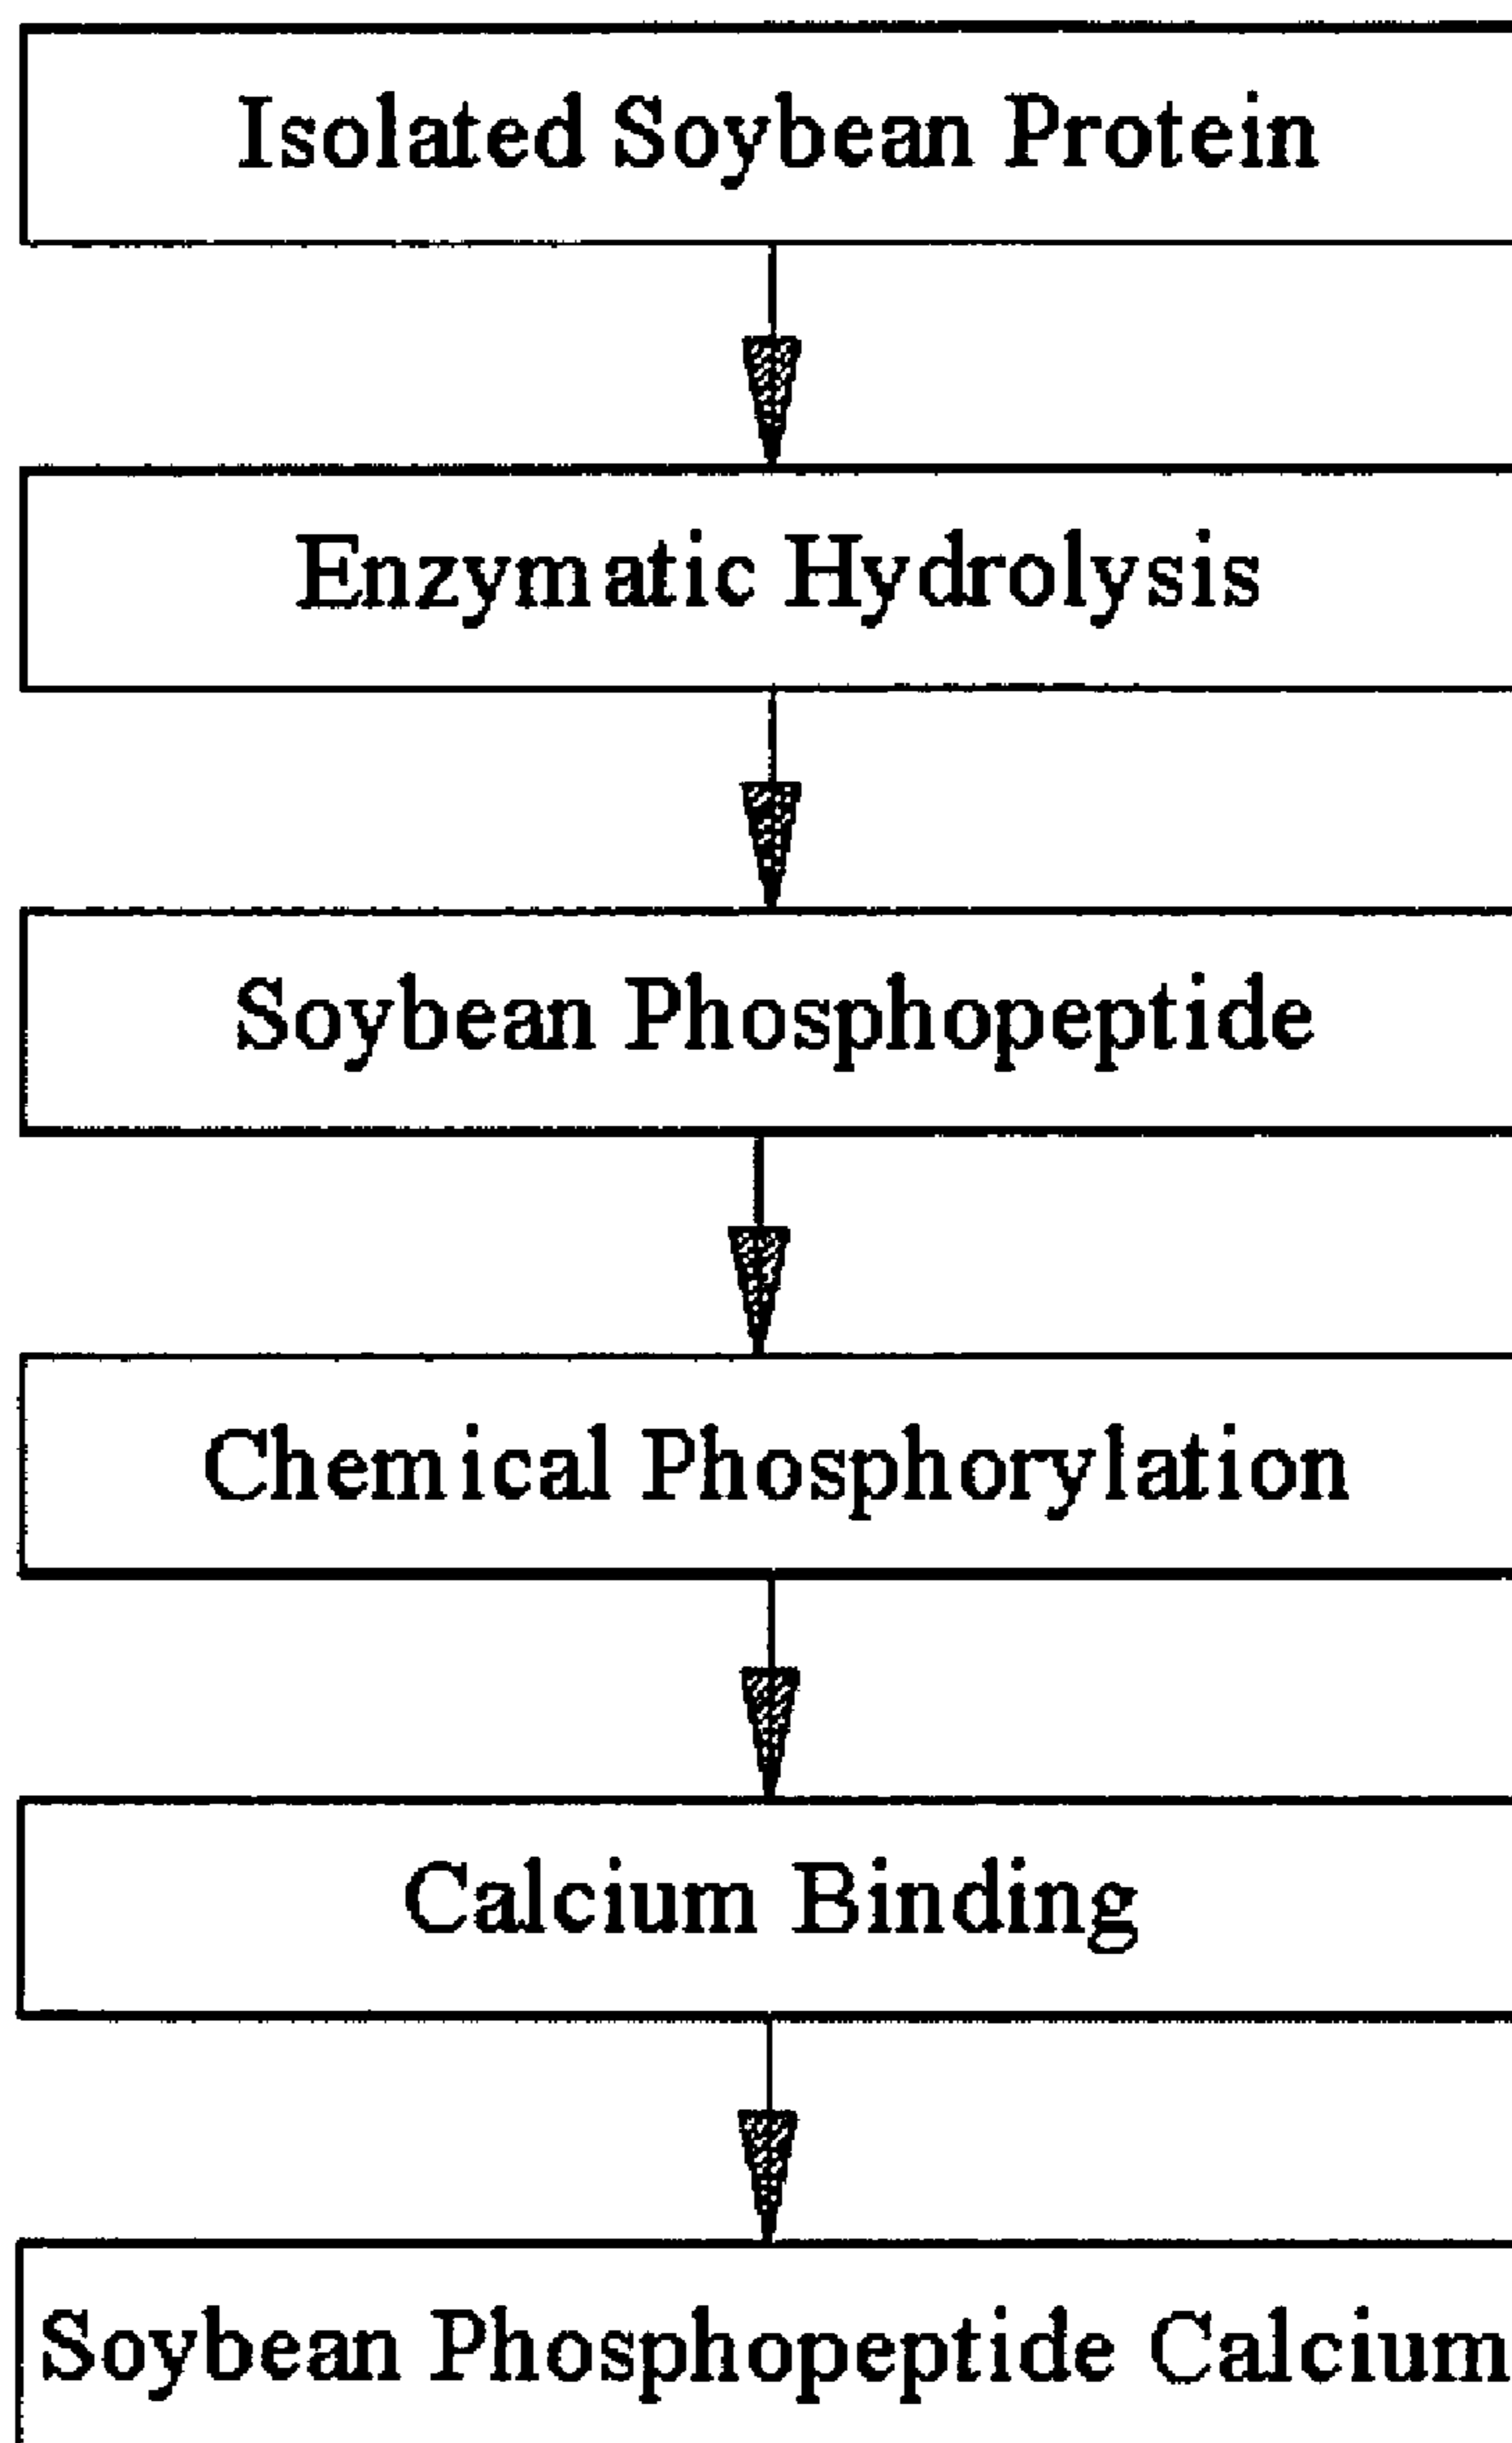 Isolated Soybean Protein
Enzymatic Hydrolysis
Soybean Phosphopeptide
Chemical Phosphorylation
Calcium Binding
Soybean Phosphopeptide Calcium